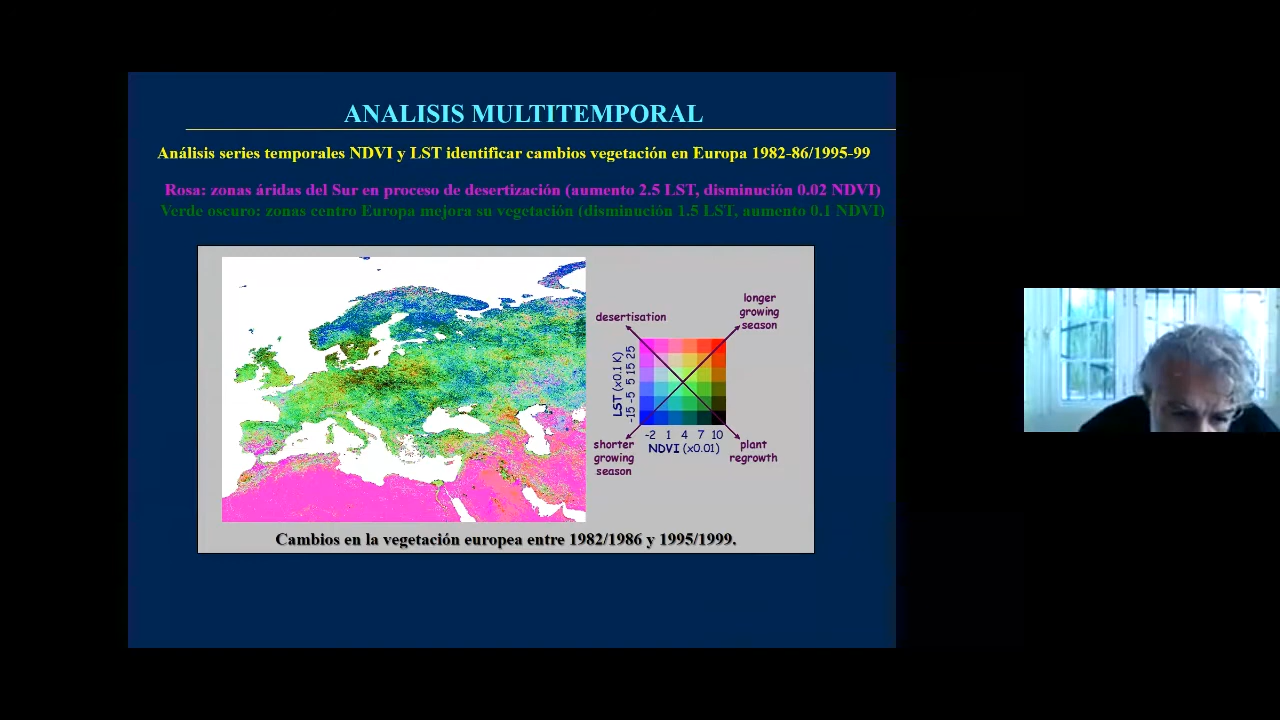 ANALISIS MULTITEMPORAL
Análisis series temporales NDVI y LST identificar cambios vegetación en Europa 1982-86/1995-99
Rosa: zonas áridas del Sur en proceso de desertización (aumento 2.5 LST, disminución 0.02 NDVI)
Verde oscuro: zonas centro Europa mejora su vegetación (disminución 1.5 LST, aumento 0.1 NDVI)
desertisation
longer
growing
season
LST (x0.1 K)
-15 -5 5 15 25
-2 1 4 7 10
NDVI (x0.01)
shorter
growing
season
plant
regrowth
Cambios en la vegetación europea entre 1982/1986 y 1995/1999.